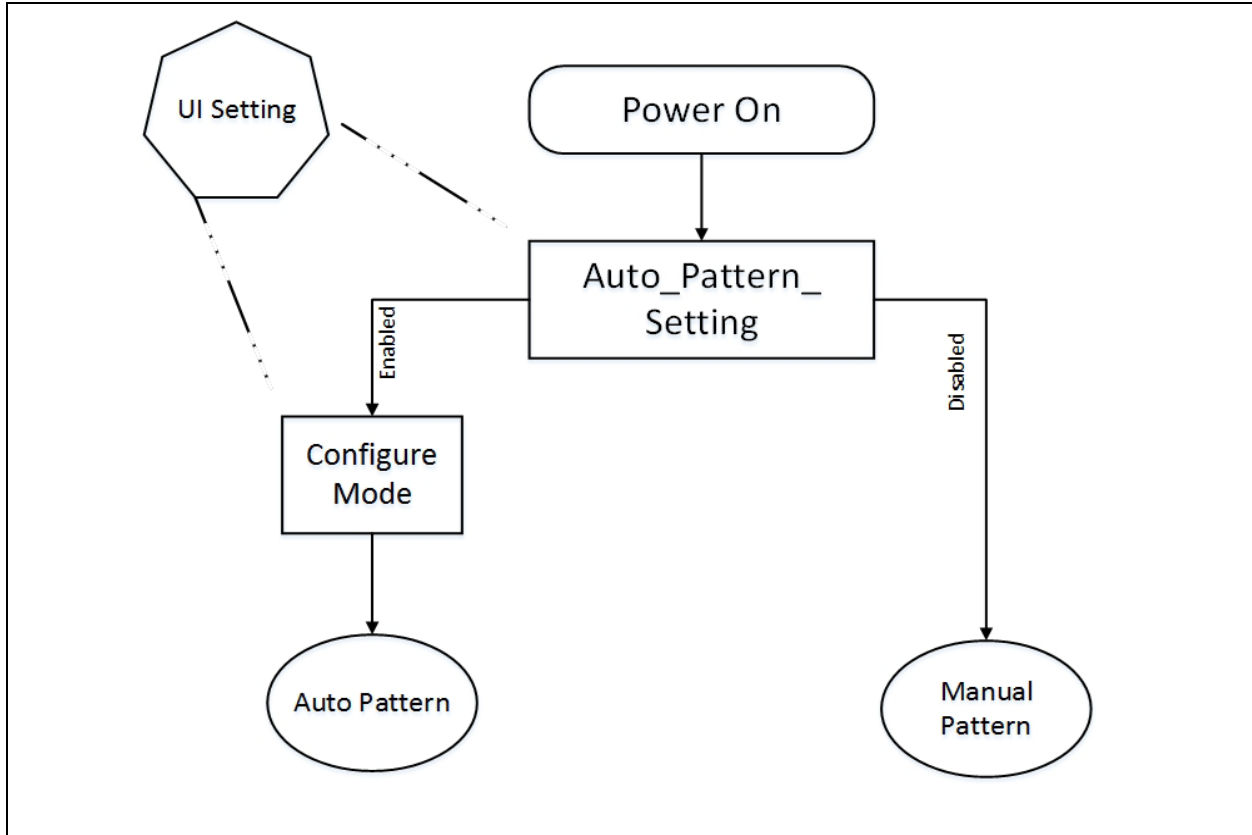 UI Setting
Power On
Auto_Pattern_
Setting
Enabled
Disabled
Configure
Mode
Auto Pattern
Manual
Pattern